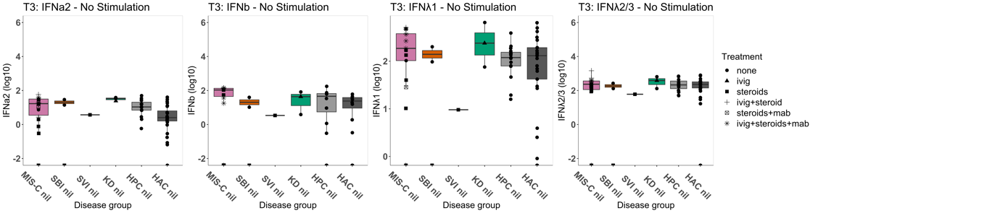 T3: IFNa2 - No Stimulation
IFNa2 (log10)
6
4
2
0
-2
MIS-C nil
SBI nil
SVI nil
KD nil
HPC nil
HAC nil
Disease group
T3: IFNb - No Stimulation
IFNb (log10)
6
4
2
0
-2
MIS-C nil
SBI nil
SVI nil
KD nil
HPC nil
HAC nil
Disease group
T3: IFNλ1 - No Stimulation
IFNλ1 (log10)
2
1
0
MIS-C nil
SBI nil
SVI nil
KD nil
HPC nil
HAC nil
Disease group
T3: IFNλ2/3 - No Stimulation
IFNλ2/3 (log10)
6
4
2
0
-2
MIS-C nil
SBI nil
SVI nil
KD nil
HPC nil
HAC nil
Disease group
Treatment
none
ivig
steroids
ivig+steroid
steroids+mab
ivig+steroids+mab